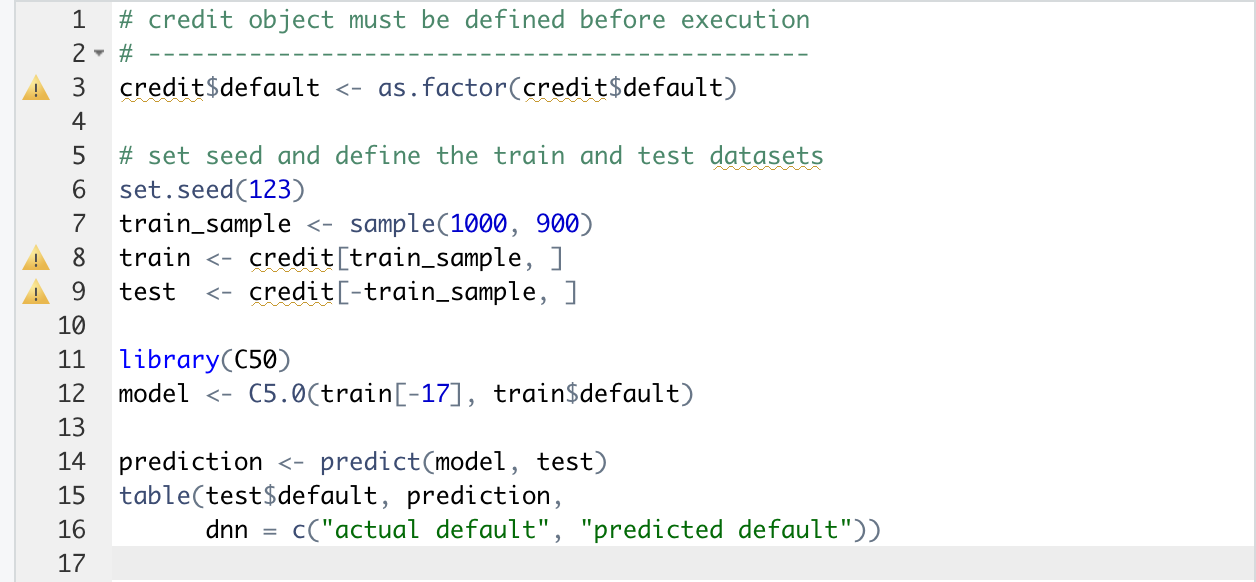 1 # credit object must be defined before execution
2 # ----------------------------------------------
3 credit$default <- as.factor(credit$default)
4
5 # set seed and define the train and test datasets
6 set.seed(123)
7 train_sample <- sample(1000, 900)
8 train <- credit[train_sample, ]
9 test  <- credit[-train_sample, ]
10
11 library(C50)
12 model <- C5.0(train[-17], train$default)
13
14 prediction <- predict(model, test)
15 table(test$default, prediction,
16       dnn = c("actual default", "predicted default"))
17